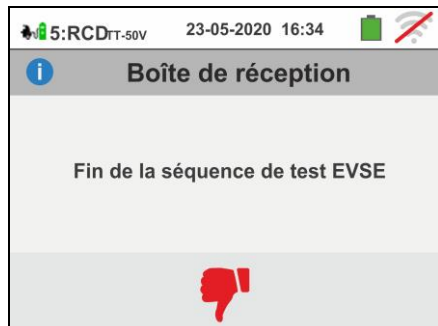 5:RCDTT-50V 23-05-2020 16:34
i Boîte de réception
Fin de la séquence de test EVSE